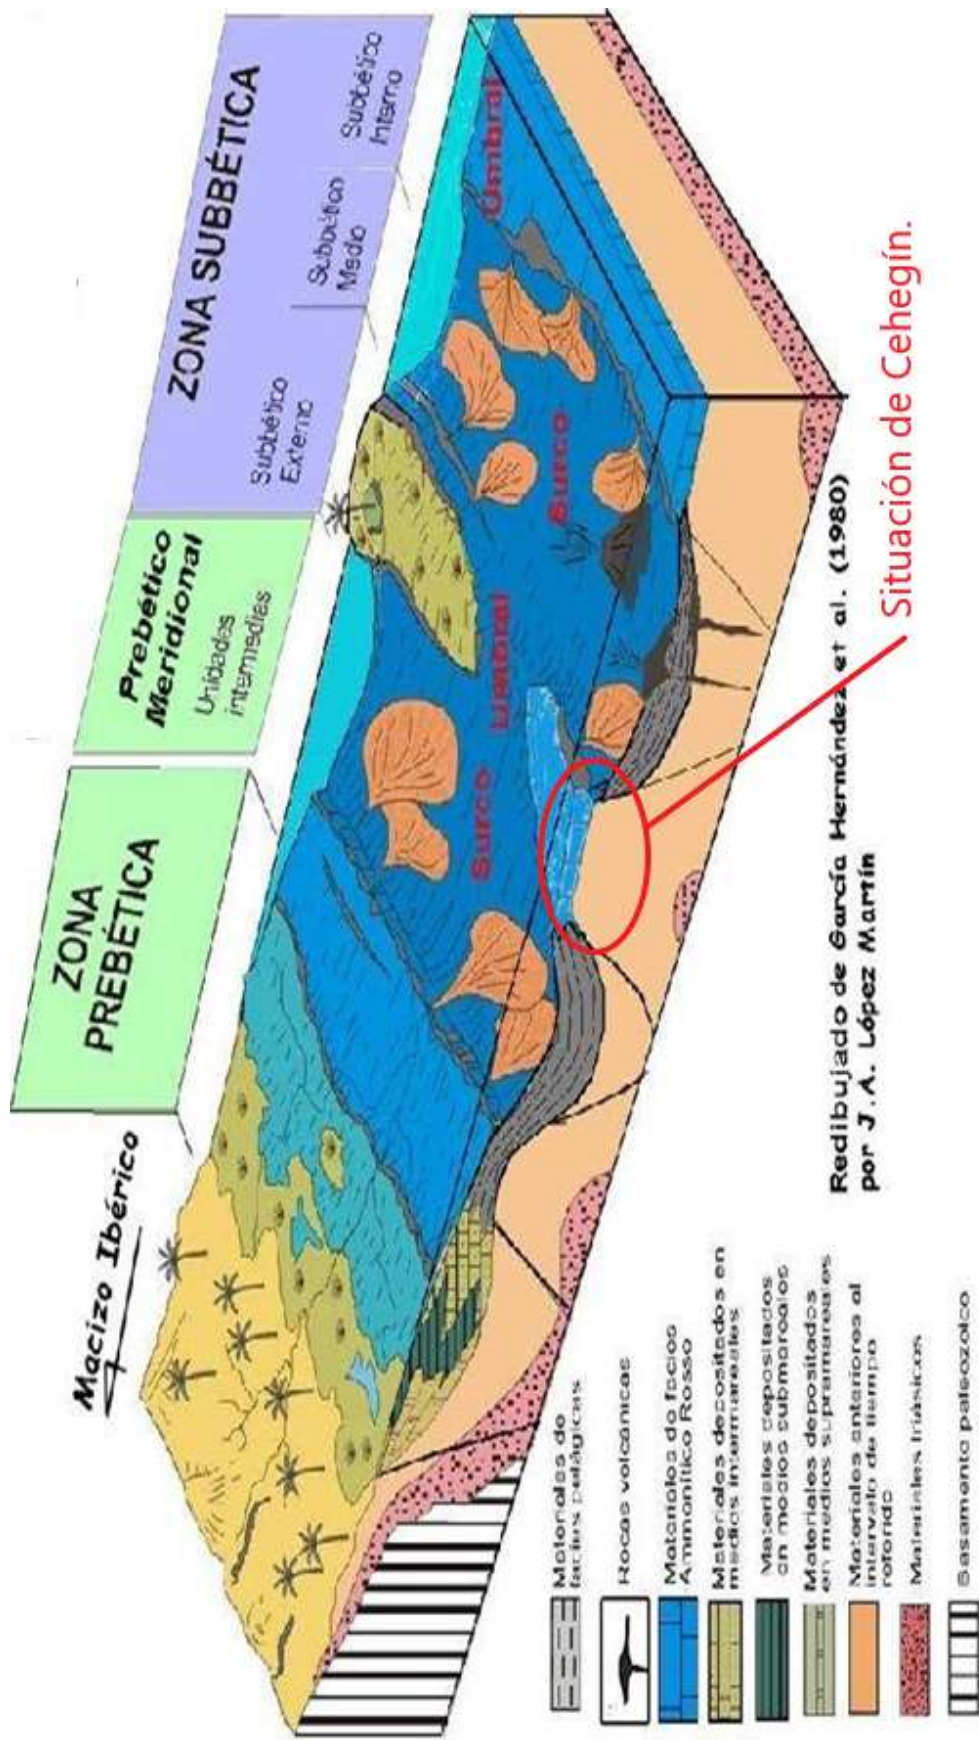 Macizo Ibérico
ZONA
PREBÉTICA
Prebético
Meridional
Unidades
intermedias
ZONA SUBBÉTICA
Subbético
Externo
Subbético
Medio
Subbético
Interno
Surco
Umbral
Surco
Umbral
Situación de Cehegín.
Redibujado de García Hernández et al. (1980)
por J.A. López Martín
Materiales de
facies pelágicas
Rocas volcánicas
Materiales de facies
Ammonítico Rosso
Materiales depositados en
medios intermareales
Materiales depositados
en medios submareales
Materiales depositados
en medios supramareales
Materiales anteriores al
intervalo de tiempo
referido
Materiales triásicos
Basamento paleozoico